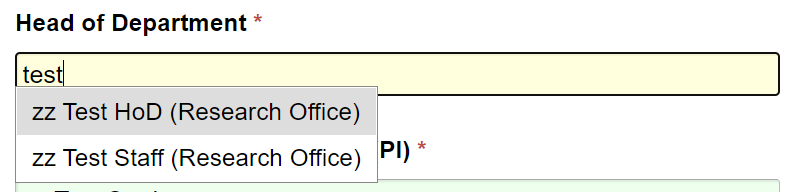 Head of Department *
test
zz Test HoD (Research Office)
PI) *
zz Test Staff (Research Office)